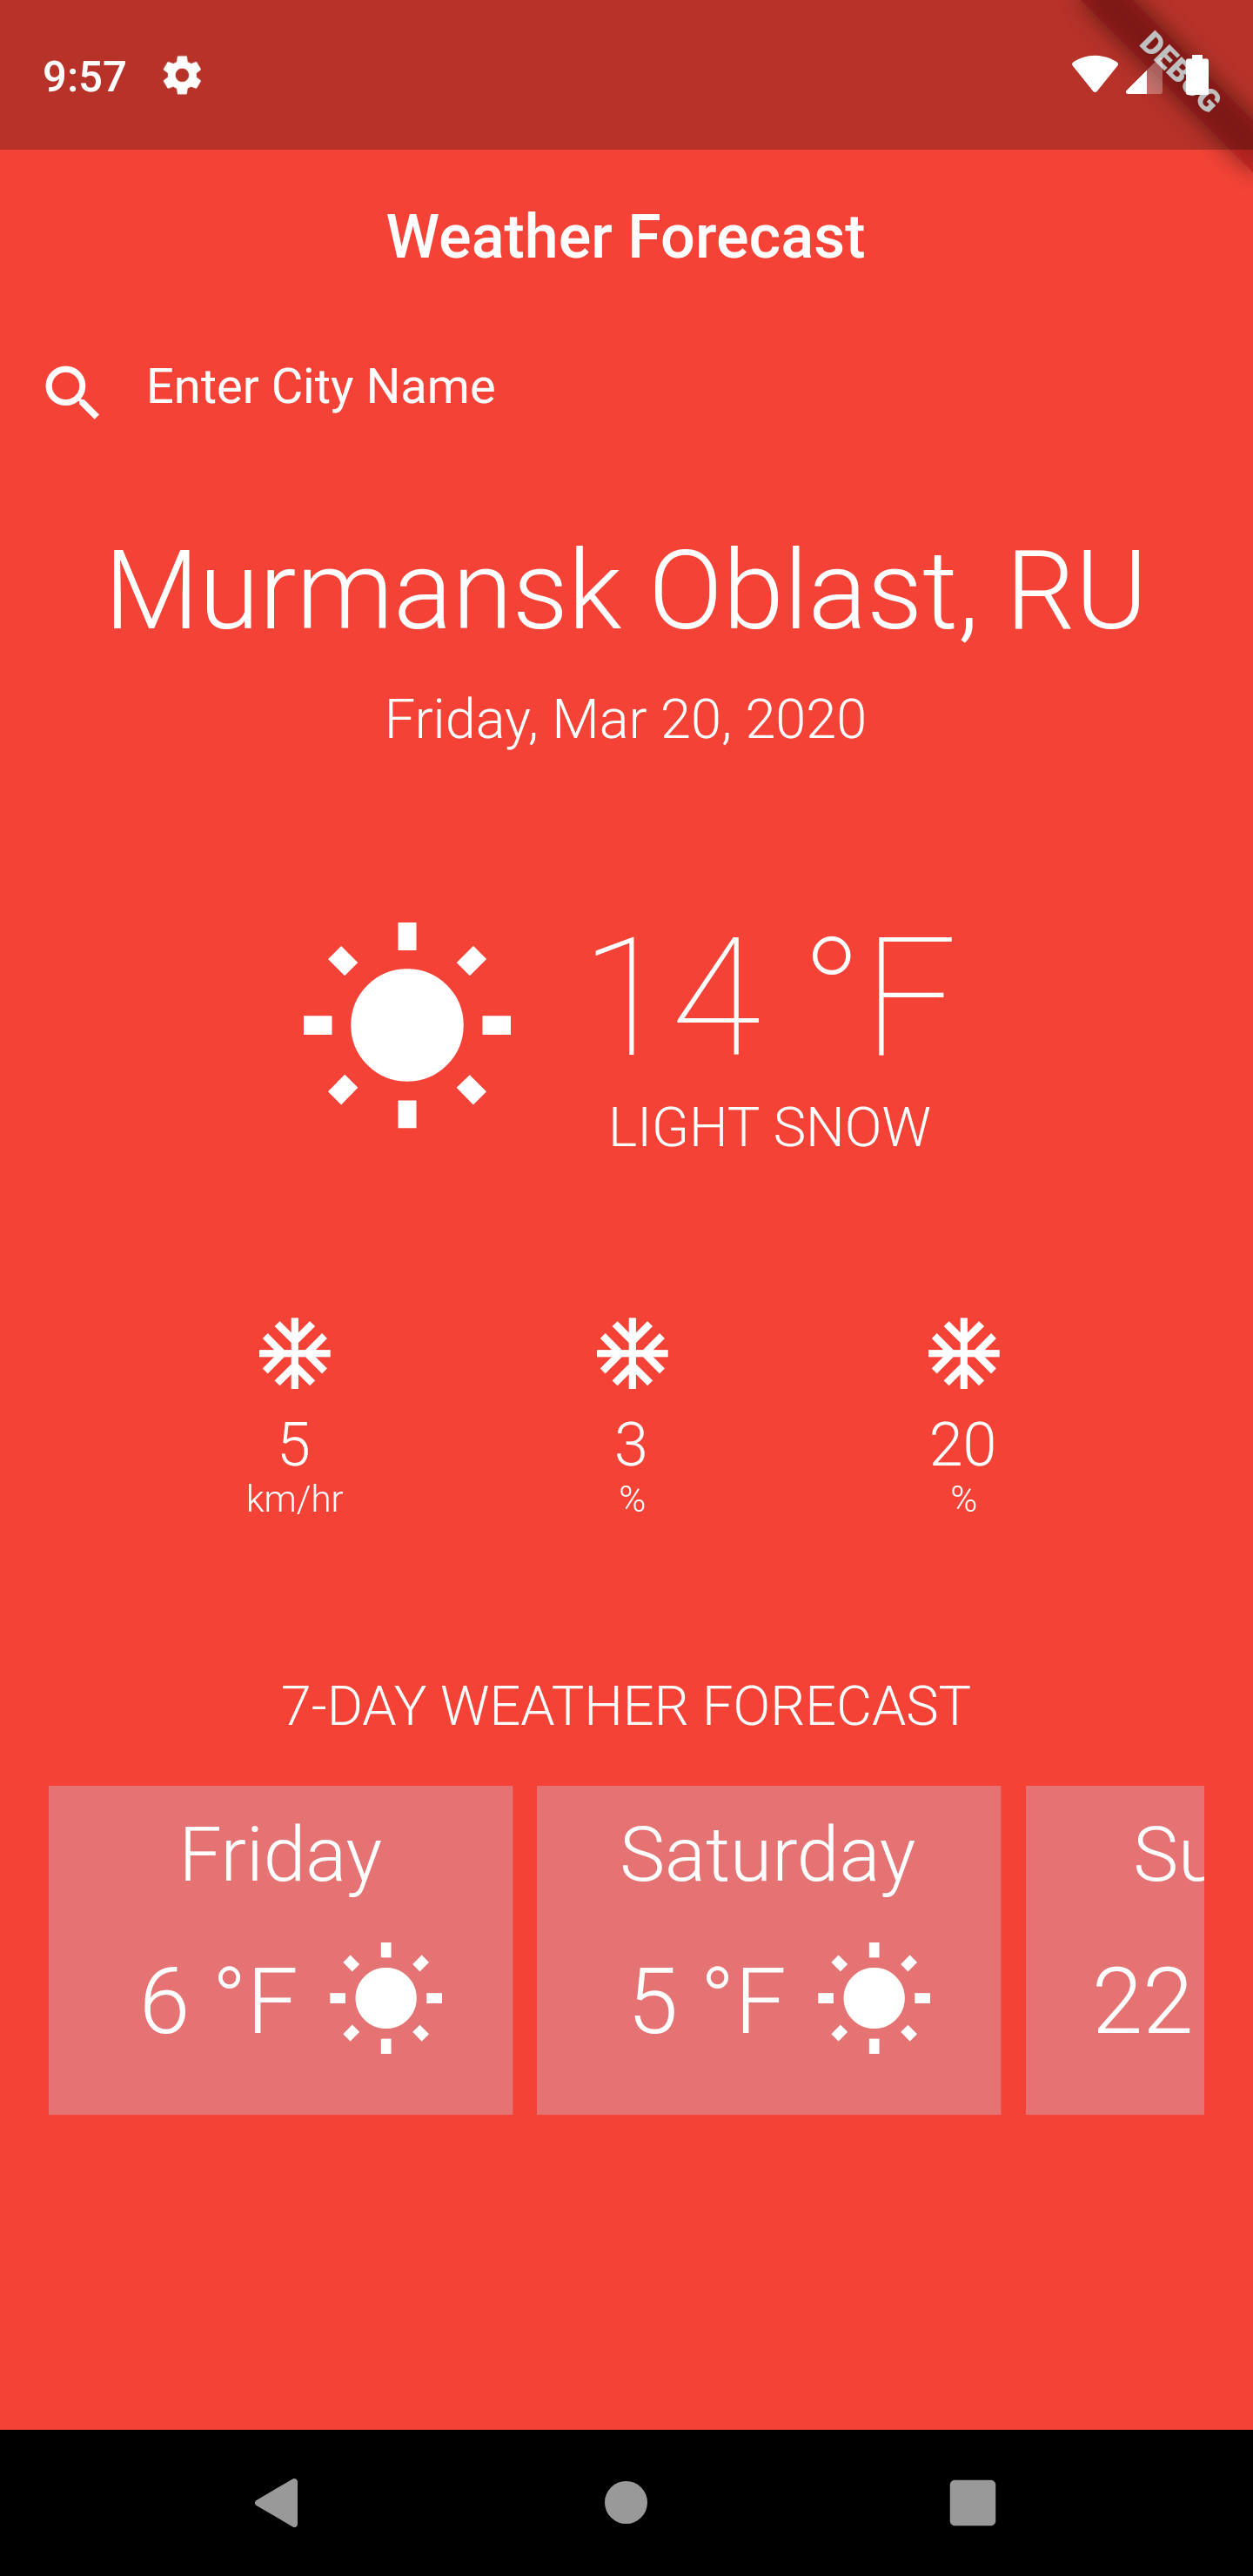 9:57
DEBUG
Weather Forecast
Enter City Name
Murmansk Oblast, RU
Friday, Mar 20, 2020
14 °F
LIGHT SNOW
5 3 20
km/hr % %
7-DAY WEATHER FORECAST
Friday Saturday Su
6 °F 5 °F 22